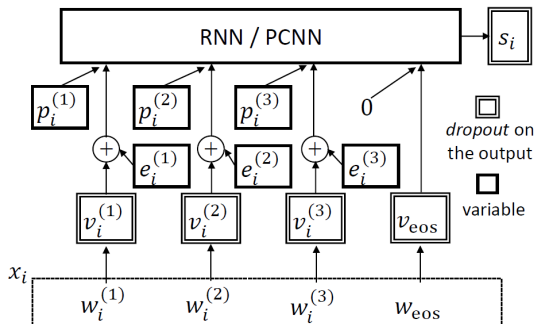 RNN / PCNN
s_i
p_i^(1) p_i^(2) p_i^(3) 0
dropout on
the output
+ + +
e_i^(1) e_i^(2) e_i^(3)
variable
v_i^(1) v_i^(2) v_i^(3) v_eos
x_i
w_i^(1) w_i^(2) w_i^(3) w_eos